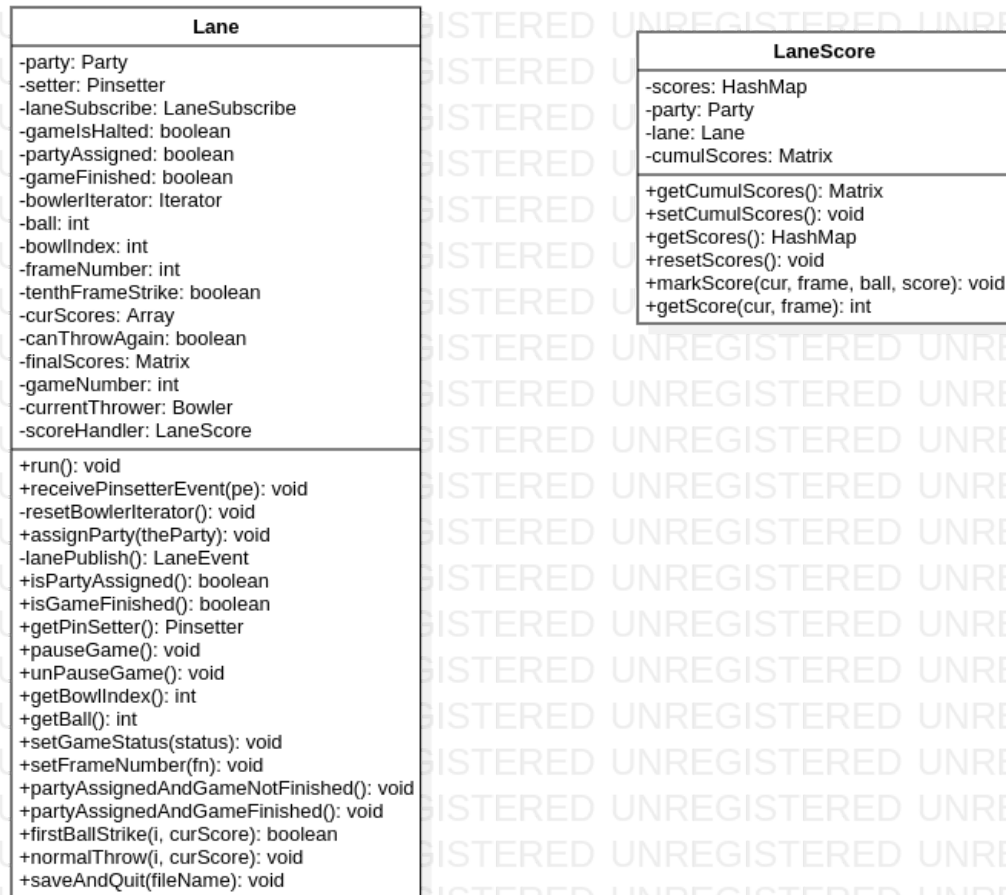 Lane
-party: Party
-setter: Pinsetter
-laneSubscribe: LaneSubscribe
-gameIsHalted: boolean
-partyAssigned: boolean
-gameFinished: boolean
-bowlerIterator: Iterator
-ball: int
-bowlIndex: int
-frameNumber: int
-tenthFrameStrike: boolean
-curScores: Array
-canThrowAgain: boolean
-finalScores: Matrix
-gameNumber: int
-currentThrower: Bowler
-scoreHandler: LaneScore
+run(): void
+receivePinsetterEvent(pe): void
-resetBowlerIterator(): void
+assignParty(theParty): void
-lanePublish(): LaneEvent
+isPartyAssigned(): boolean
+isGameFinished(): boolean
+getPinSetter(): Pinsetter
+pauseGame(): void
+unPauseGame(): void
+getBowlIndex(): int
+getBall(): int
+setGameStatus(status): void
+setFrameNumber(fn): void
+partyAssignedAndGameNotFinished(): void
+partyAssignedAndGameFinished(): void
+firstBallStrike(i, curScore): boolean
+normalThrow(i, curScore): void
+saveAndQuit(fileName): void
LaneScore
-scores: HashMap
-party: Party
-lane: Lane
-cumulScores: Matrix
+getCumulScores(): Matrix
+setCumulScores(): void
+getScores(): HashMap
+resetScores(): void
+markScore(cur, frame, ball, score): void
+getScore(cur, frame): int
UNREGISTERED